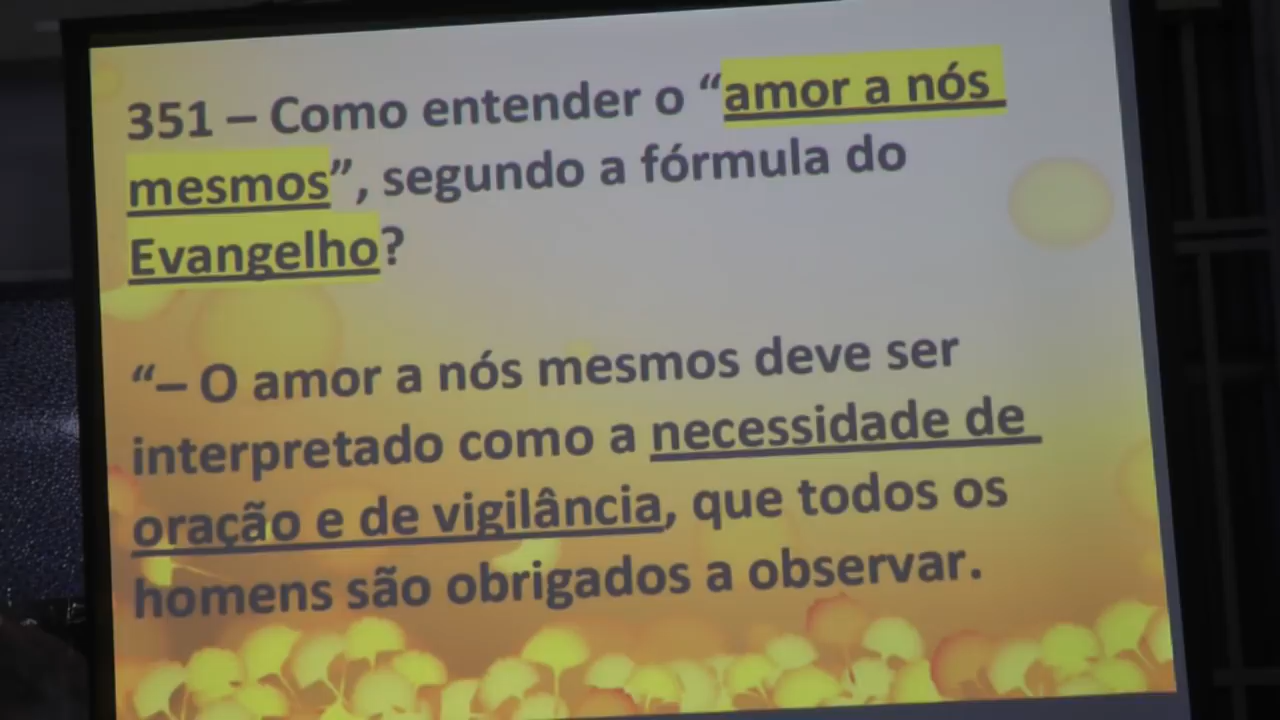 351 – Como entender o “amor a nós
mesmos”, segundo a fórmula do
Evangelho?
“– O amor a nós mesmos deve ser
interpretado como a necessidade de
oração e de vigilância, que todos os
homens são obrigados a observar.